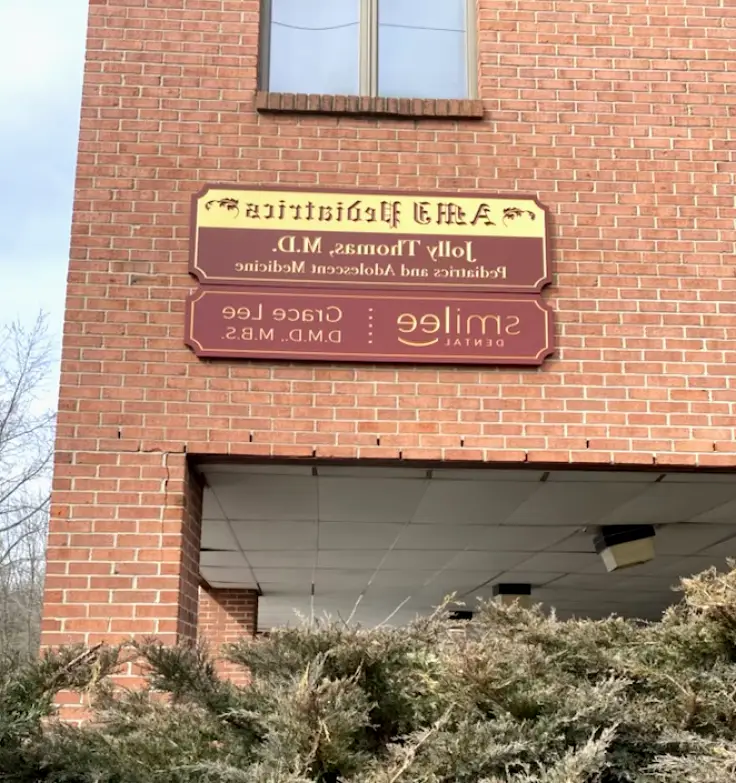 AMJ Pediatrics
Jolly Thomas, M.D.
Pediatrics and Adolescent Medicine
smilee
DENTAL
Grace Lee
D.M.D., M.B.S.